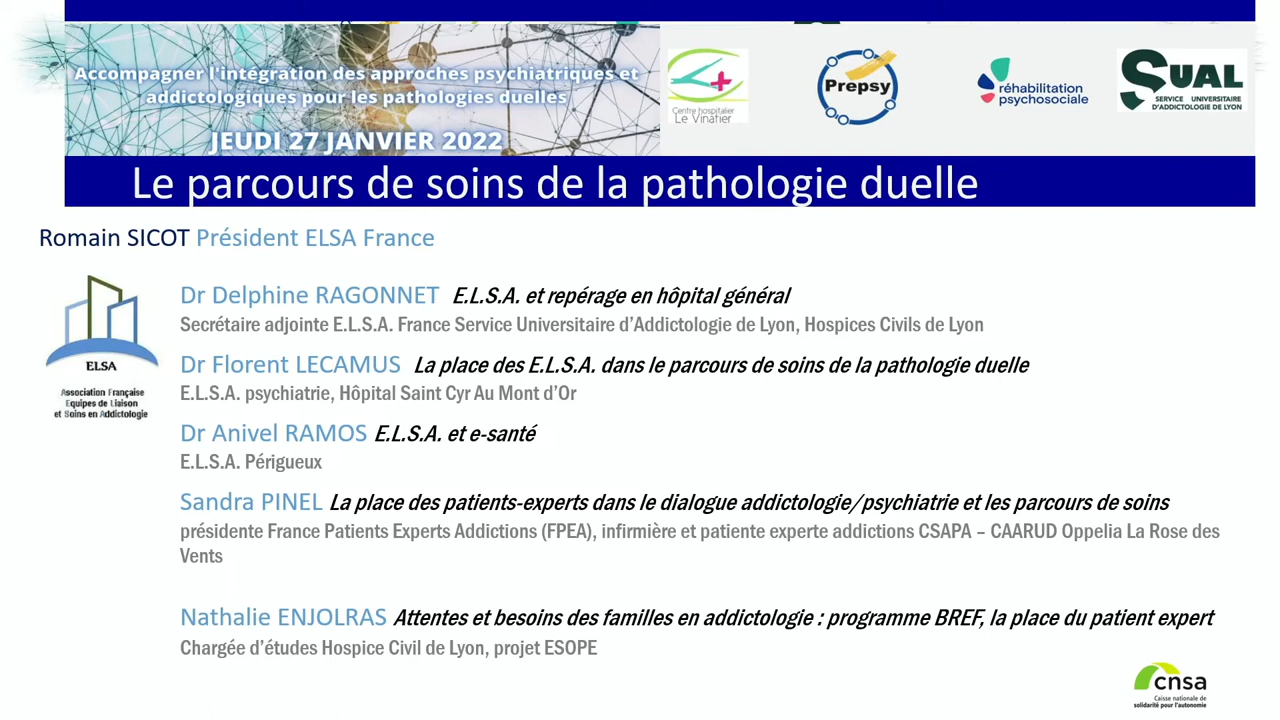 Accompagner l'intégration des approches psychiatriques et
addictologiques pour les pathologies duelles
JEUDI 27 JANVIER 2022
Centre hospitalier
Le Vinatier
Prepsy
réhabilitation
psychosociale
SUAL
SERVICE UNIVERSITAIRE
D'ADDICTOLOGIE DE LYON
Le parcours de soins de la pathologie duelle
Romain SICOT Président ELSA France
ELSA
Association Française
Equipes de Liaison
et Soins en Addictologie
Dr Delphine RAGONNET E.L.S.A. et repérage en hôpital général
Secrétaire adjointe E.L.S.A. France Service Universitaire d’Addictologie de Lyon, Hospices Civils de Lyon
Dr Florent LECAMUS La place des E.L.S.A. dans le parcours de soins de la pathologie duelle
E.L.S.A. psychiatrie, Hôpital Saint Cyr Au Mont d’Or
Dr Anivel RAMOS E.L.S.A. et e-santé
E.L.S.A. Périgueux
Sandra PINEL La place des patients-experts dans le dialogue addictologie/psychiatrie et les parcours de soins
présidente France Patients Experts Addictions (FPEA), infirmière et patiente experte addictions CSAPA – CAARUD Oppelia La Rose des
Vents
Nathalie ENJOLRAS Attentes et besoins des familles en addictologie : programme BREF, la place du patient expert
Chargée d’études Hospice Civil de Lyon, projet ESOPE
cnsa
Caisse nationale de
solidarité pour l'autonomie